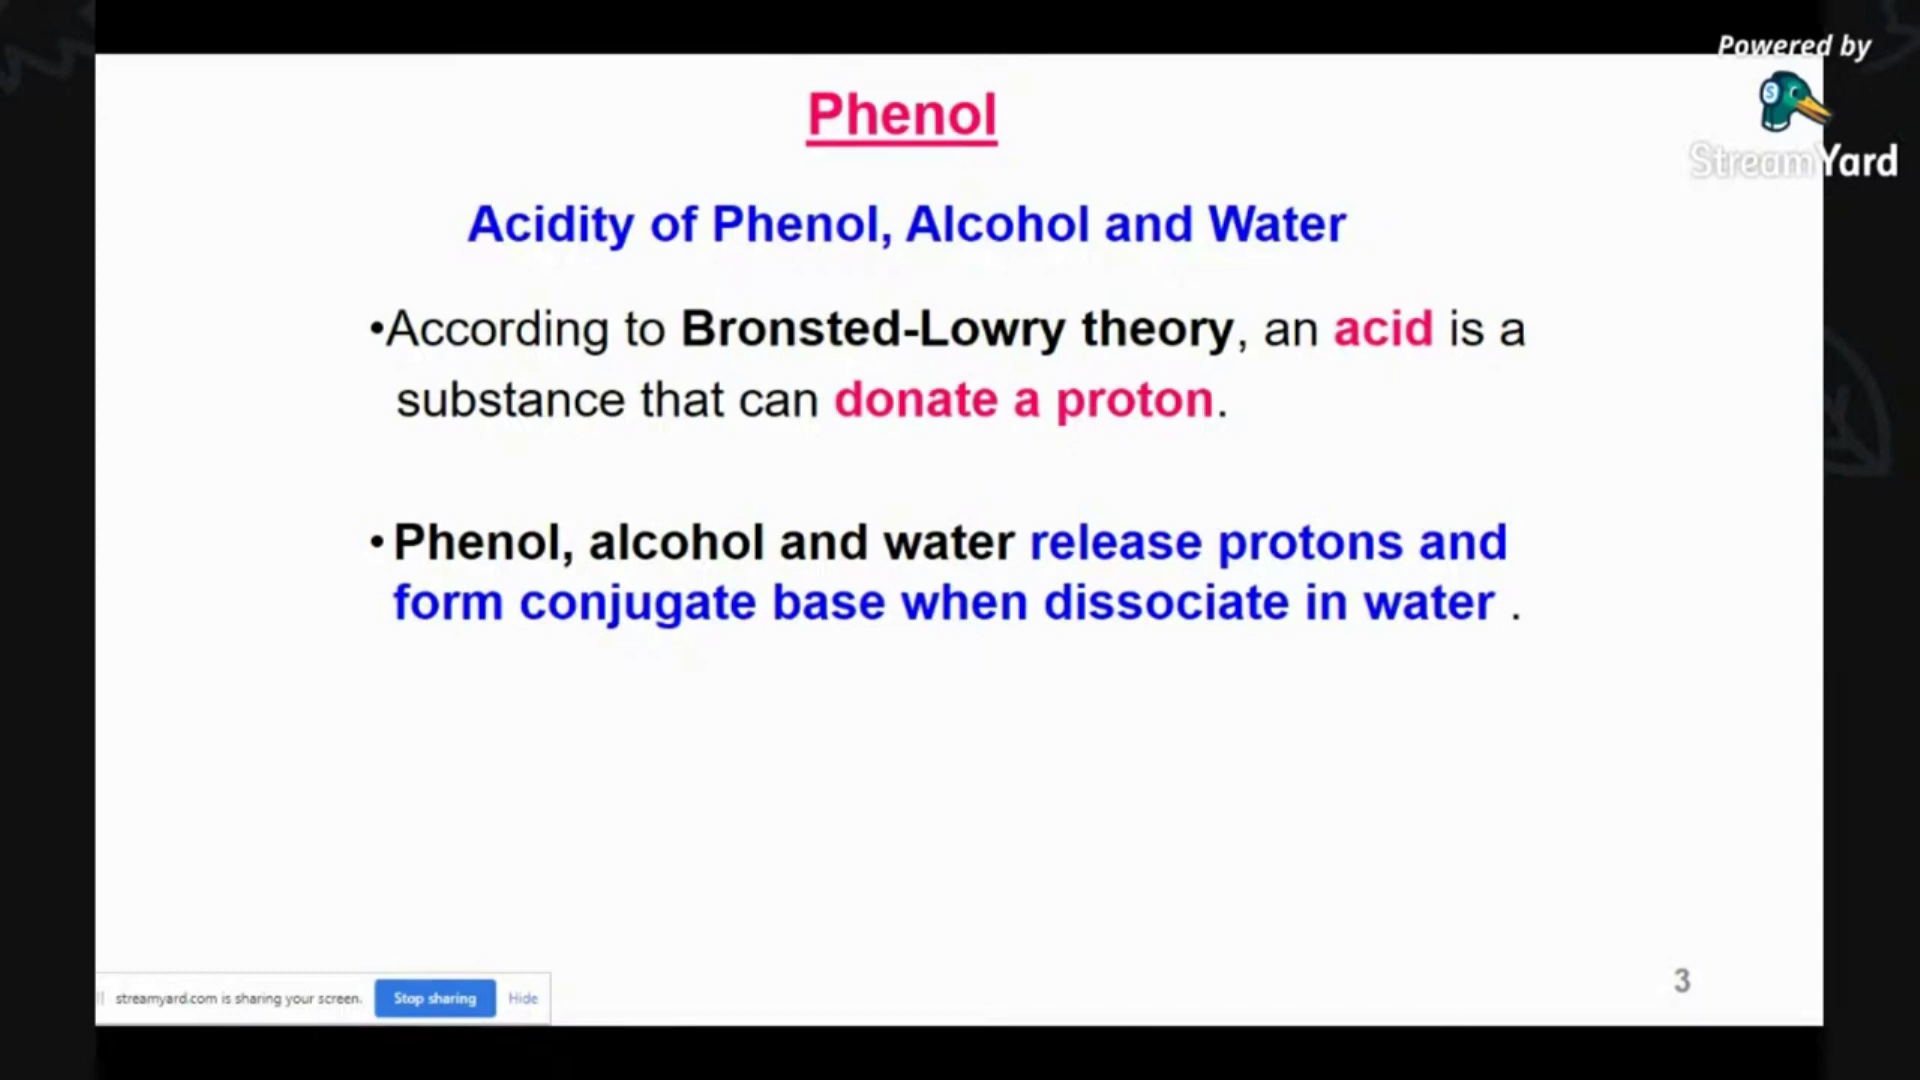 Powered by
StreamYard
Phenol
Acidity of Phenol, Alcohol and Water
•According to Bronsted-Lowry theory, an acid is a
substance that can donate a proton.
• Phenol, alcohol and water release protons and
form conjugate base when dissociate in water .
3
streamyard.com is sharing your screen. Stop sharing Hide